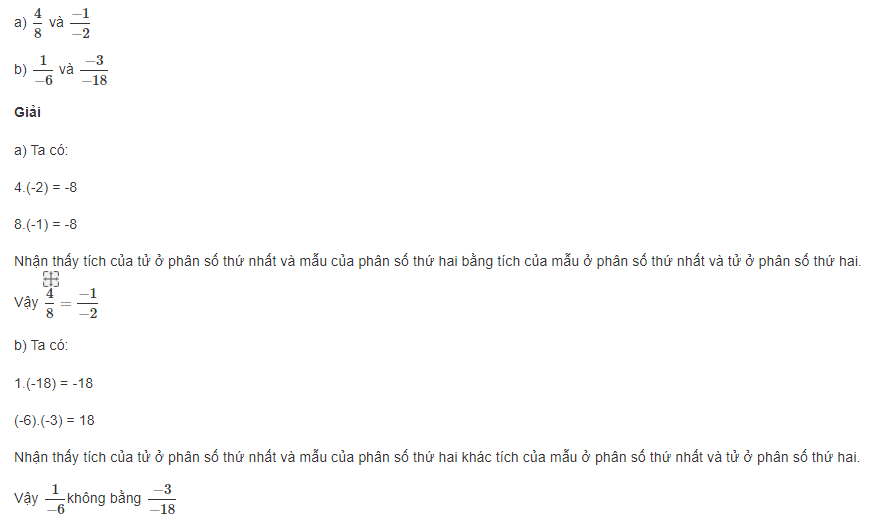 a) 4/8 và -1/-2
b) 1/-6 và -3/-18
Giải
a) Ta có:
4.(-2) = -8
8.(-1) = -8
Nhận thấy tích của tử ở phân số thứ nhất và mẫu của phân số thứ hai bằng tích của mẫu ở phân số thứ nhất và tử ở phân số thứ hai.
Vậy 4/8 = -1/-2
b) Ta có:
1.(-18) = -18
(-6).(-3) = 18
Nhận thấy tích của tử ở phân số thứ nhất và mẫu của phân số thứ hai khác tích của mẫu ở phân số thứ nhất và tử ở phân số thứ hai.
Vậy 1/-6 không bằng -3/-18